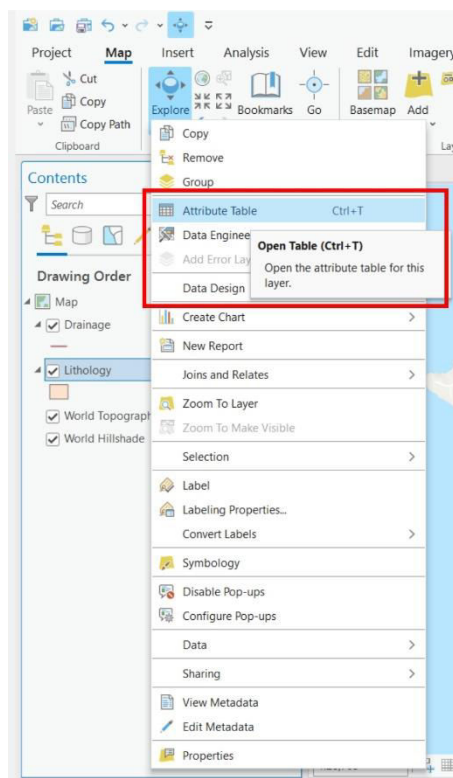 Project Map Insert Analysis View Edit Imagery
Paste
Cut
Copy
Copy Path
Clipboard
Explore
Bookmarks
Go
Basemap
Add
Contents
Search
Drawing Order
Map
Drainage
Lithology
World Topograph
World Hillshade
Copy
Remove
Group
Attribute Table Ctrl+T
Data Enginee
Add Error Lay
Data Design
Open Table (Ctrl+T)
Open the attribute table for this
layer.
Create Chart
New Report
Joins and Relates
Zoom To Layer
Zoom To Make Visible
Selection
Label
Labeling Properties...
Convert Labels
Symbology
Disable Pop-ups
Configure Pop-ups
Data
Sharing
View Metadata
Edit Metadata
Properties